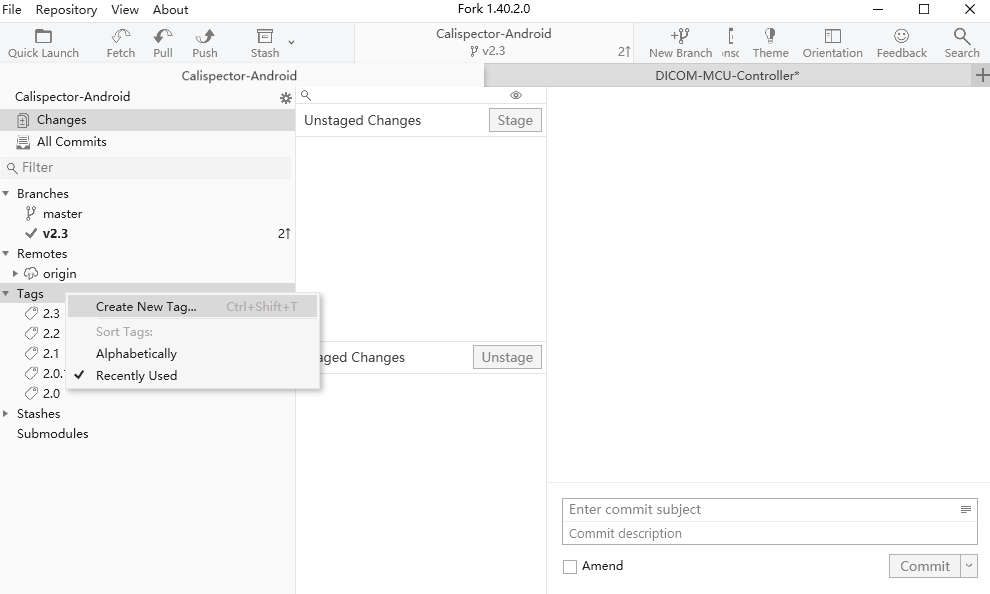 File Repository View About
Fork 1.40.2.0
Quick Launch
Fetch
Pull
Push
Stash
Calispector-Android
v2.3
2↑
New Branch
Theme
Orientation
Feedback
Search
Calispector-Android
DICOM-MCU-Controller*
Calispector-Android
Changes
All Commits
Filter
Branches
master
v2.3 2↑
Remotes
origin
Tags
2.3
2.2
2.1
2.0.
2.0
Stashes
Submodules
Create New Tag... Ctrl+Shift+T
Sort Tags:
Alphabetically
Recently Used
Unstaged Changes
Stage
aged Changes
Unstage
Enter commit subject
Commit description
Amend
Commit